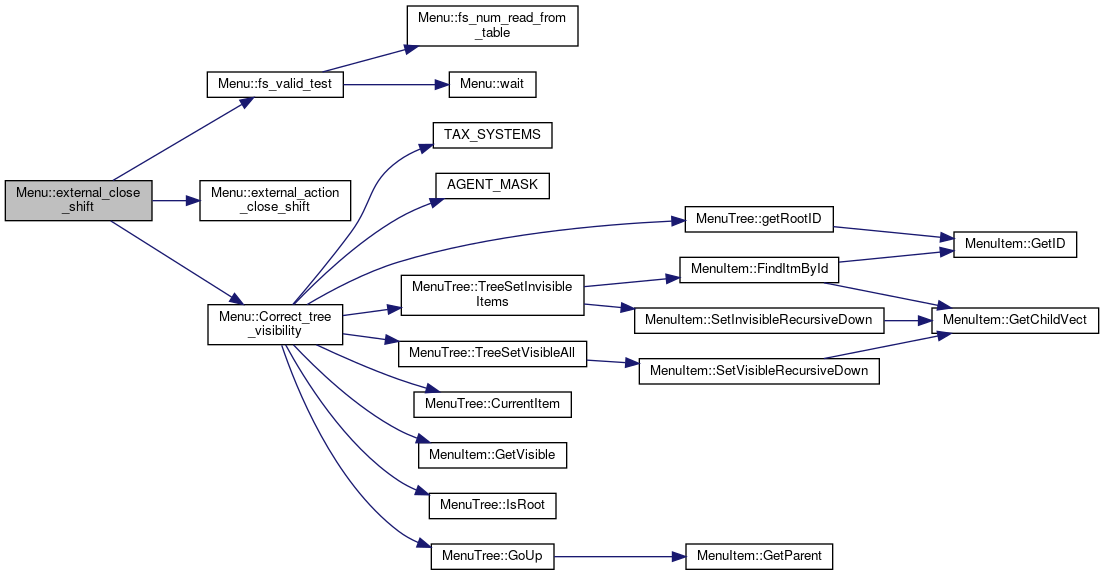 Menu::external_close
_shift
Menu::fs_valid_test
Menu::fs_num_read_from
_table
Menu::wait
Menu::external_action
_close_shift
Menu::Correct_tree
_visibility
TAX_SYSTEMS
AGENT_MASK
MenuTree::getRootID
MenuItem::GetID
MenuTree::TreeSetInvisible
Items
MenuItem::FindItmById
MenuItem::SetInvisibleRecursiveDown
MenuItem::GetChildVect
MenuTree::TreeSetVisibleAll
MenuItem::SetVisibleRecursiveDown
MenuTree::CurrentItem
MenuItem::GetVisible
MenuTree::IsRoot
MenuTree::GoUp
MenuItem::GetParent